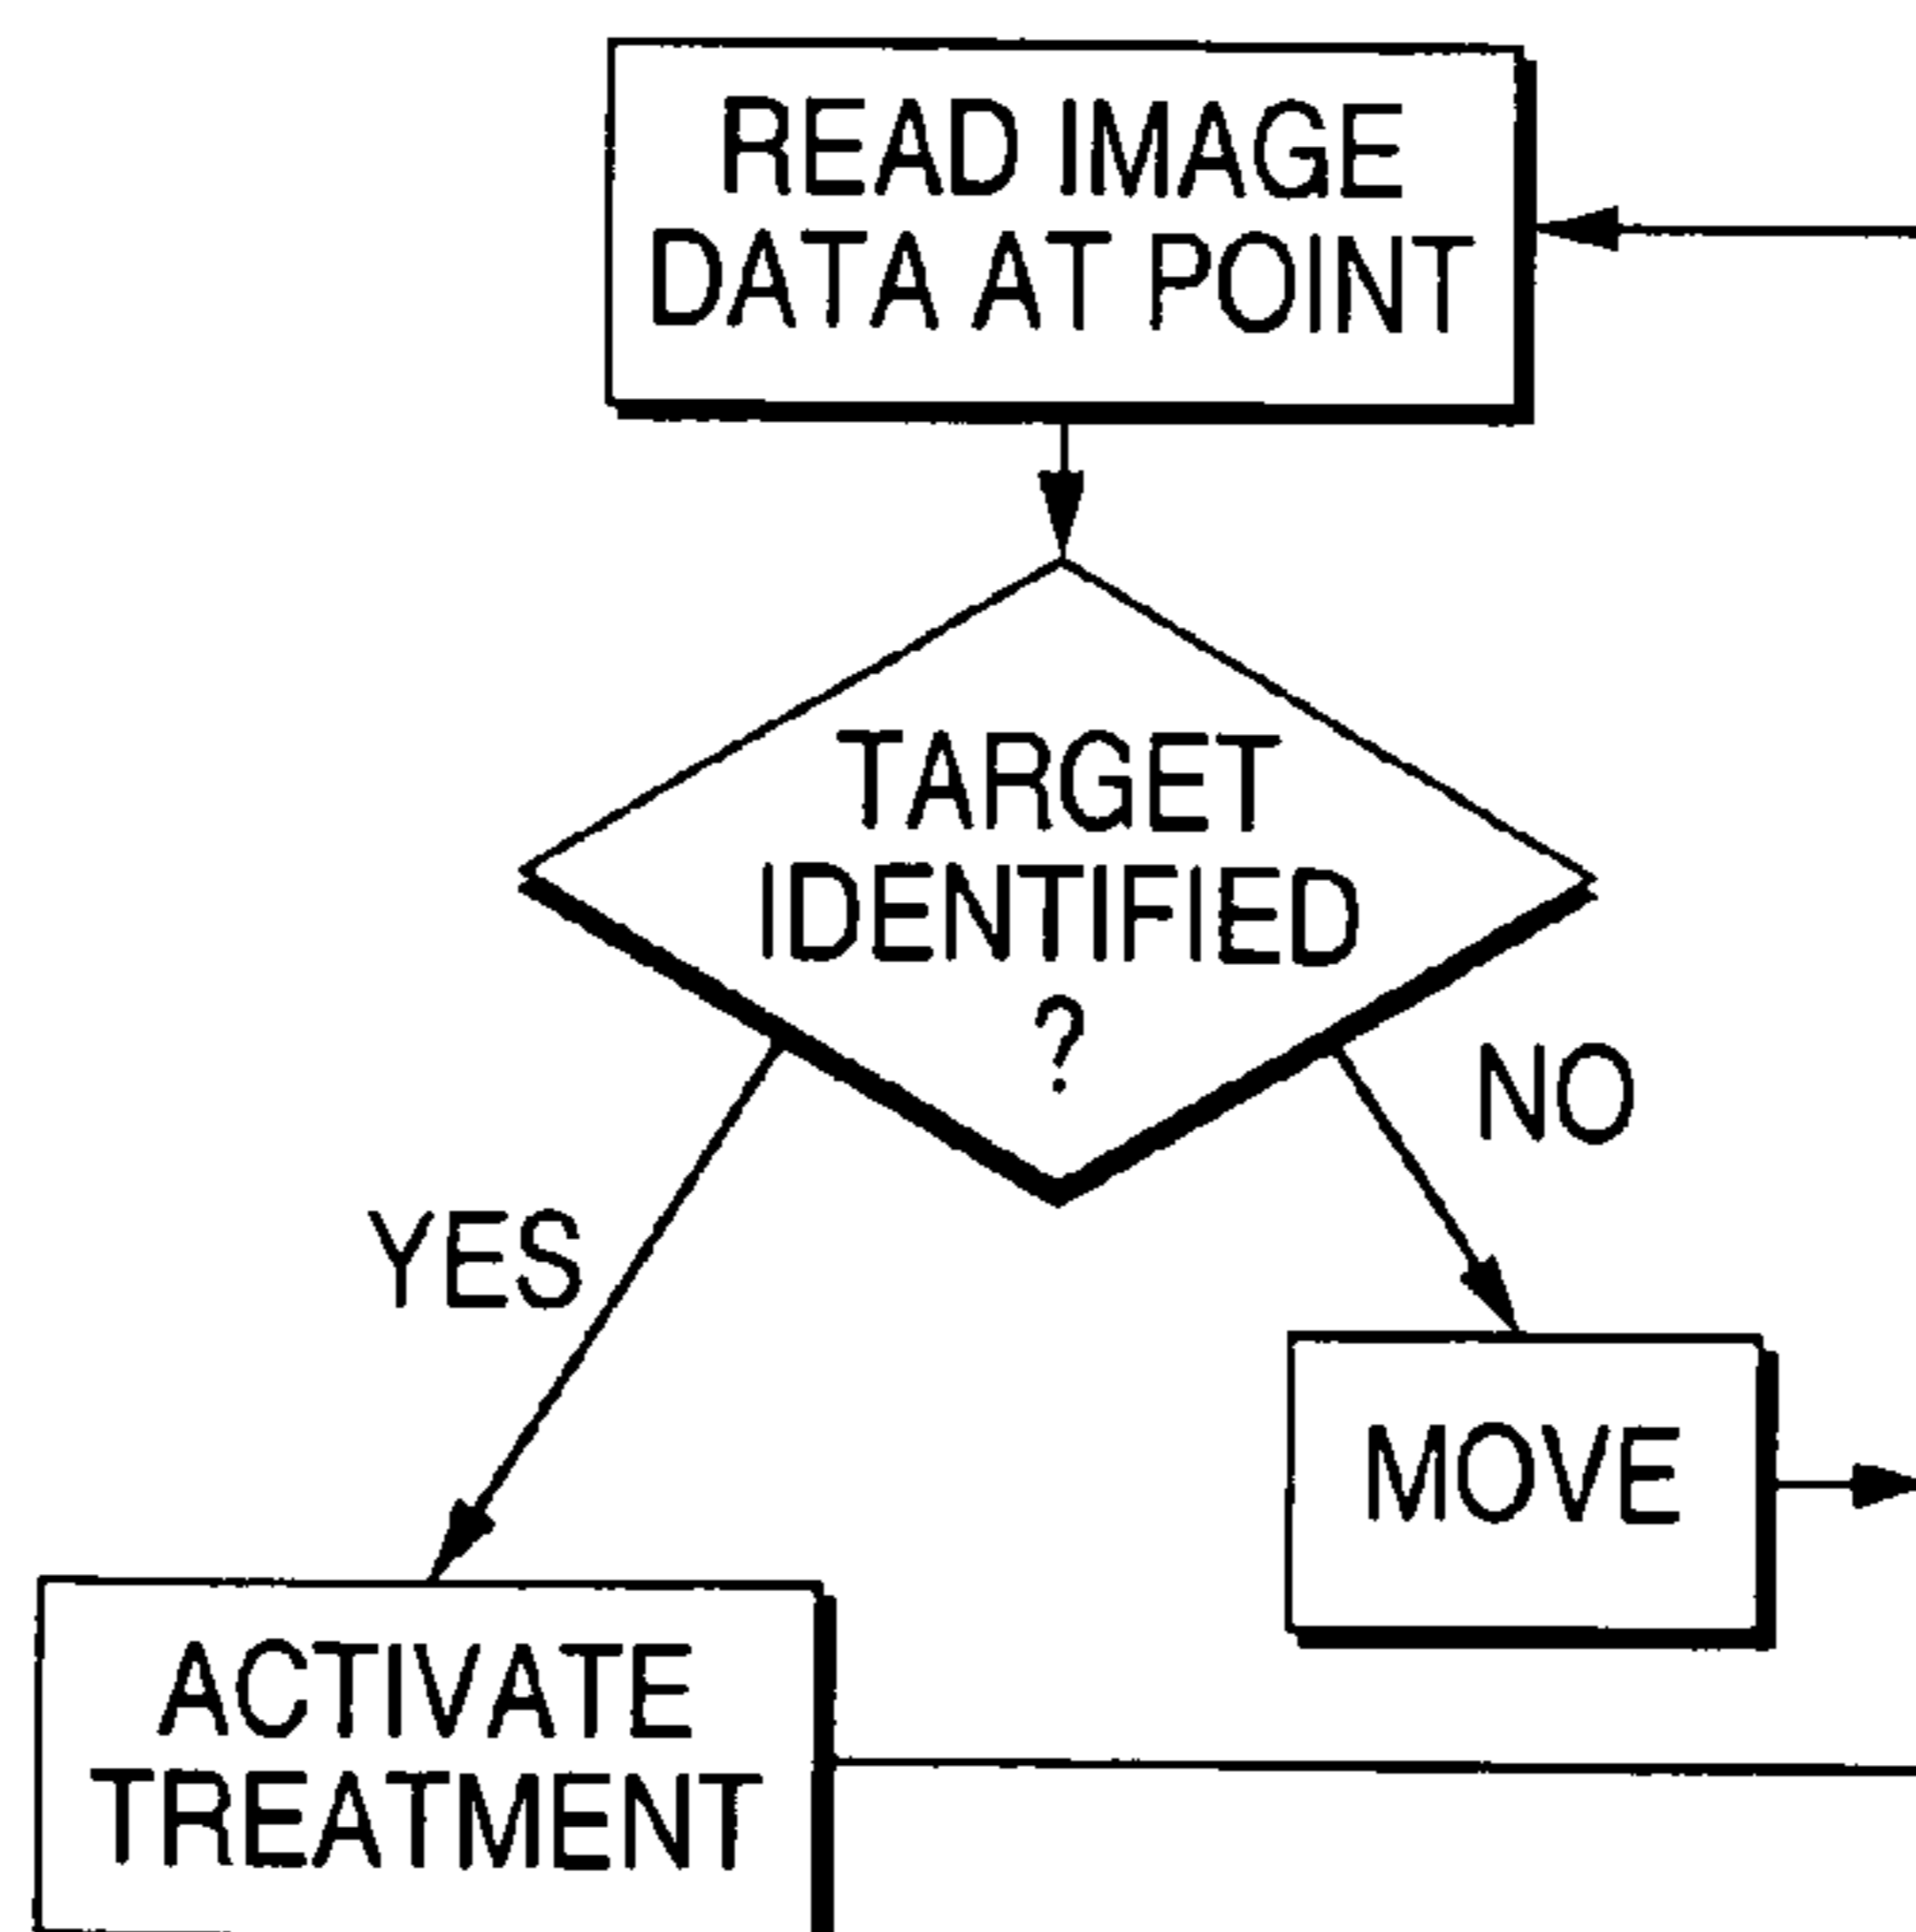 READ IMAGE
DATA AT POINT
TARGET
IDENTIFIED
?
NO
YES
MOVE
ACTIVATE
TREATMENT